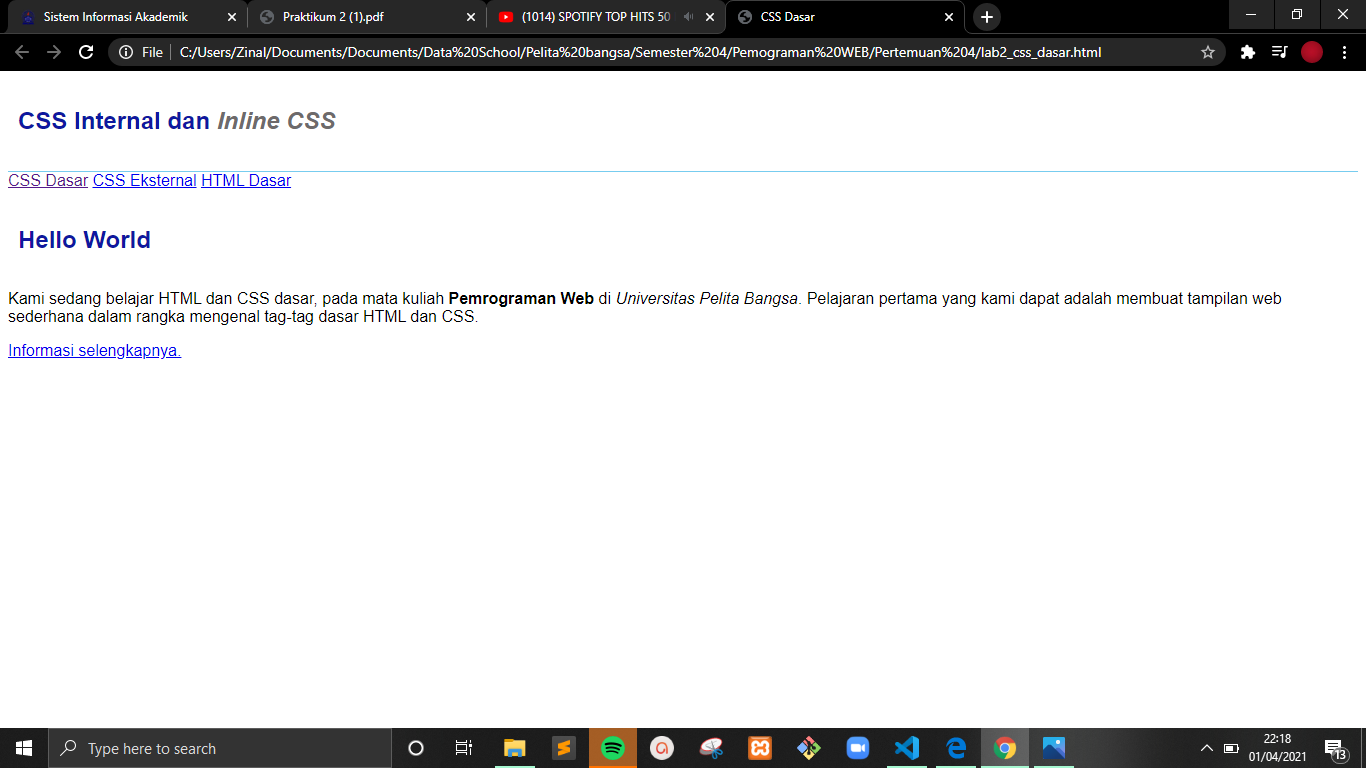 Sistem Informasi Akademik
Praktikum 2 (1).pdf
(1014) SPOTIFY TOP HITS 50
CSS Dasar
File
C:/Users/Zinal/Documents/Documents/Data%20School/Pelita%20bangsa/Semester%204/Pemograman%20WEB/Pertemuan%204/lab2_css_dasar.html
CSS Internal dan Inline CSS
CSS Dasar CSS Eksternal HTML Dasar
Hello World
Kami sedang belajar HTML dan CSS dasar, pada mata kuliah Pemrograman Web di Universitas Pelita Bangsa. Pelajaran pertama yang kami dapat adalah membuat tampilan web
sederhana dalam rangka mengenal tag-tag dasar HTML dan CSS.
Informasi selengkapnya.
Type here to search
22:18
01/04/2021
13